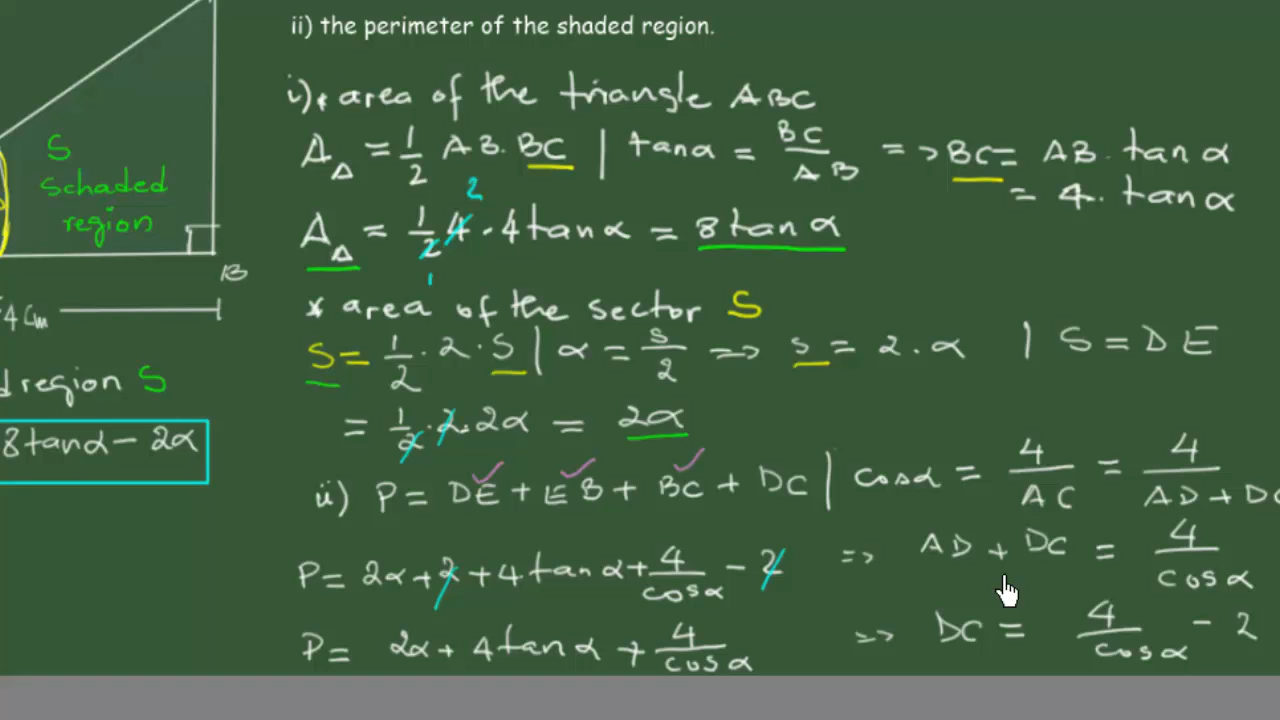 ii) the perimeter of the shaded region.
i) * area of the triangle ABC
A△ = 1/2 AB. BC | tanα = BC/AB => BC = AB. tanα
= 4. tanα
2
A△ = 1/2 4 · 4tanα = 8tanα
1
S
Schaded
region
B
4 Cm
* area of the sector S
S = 1/2 · 2 · S | α = s/2 => s = 2. α | S = DE
region S
= 1/2 · 2. 2α = 2α
8tanα - 2α
ii) P = DE + EB + BC + DC | cosα = 4/AC = 4/AD + DC
=> AD + DC = 4/cosα
P = 2α + 2 + 4tanα + 4/cosα - 2
=> DC = 4/cosα - 2
P = 2α + 4tanα + 4/cosα